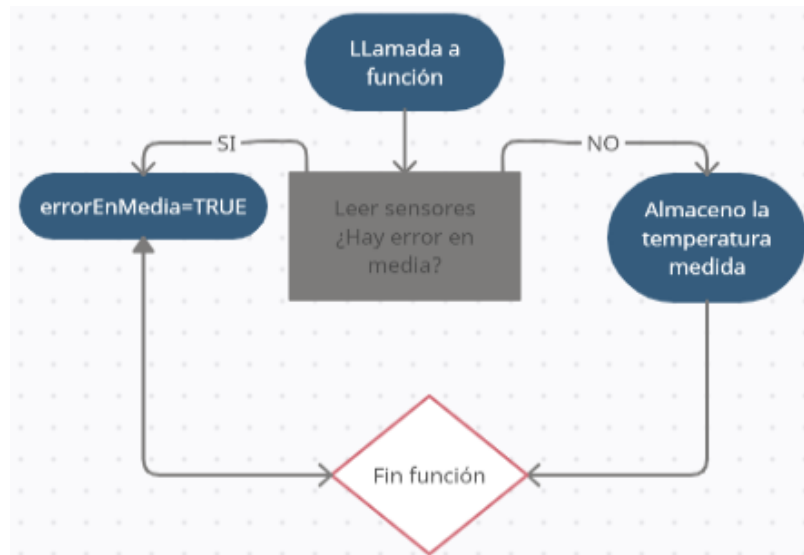 LLamada a
función
SI
NO
errorEnMedia=TRUE
Leer sensores
¿Hay error en
media?
Almaceno la
temperatura
medida
Fin función